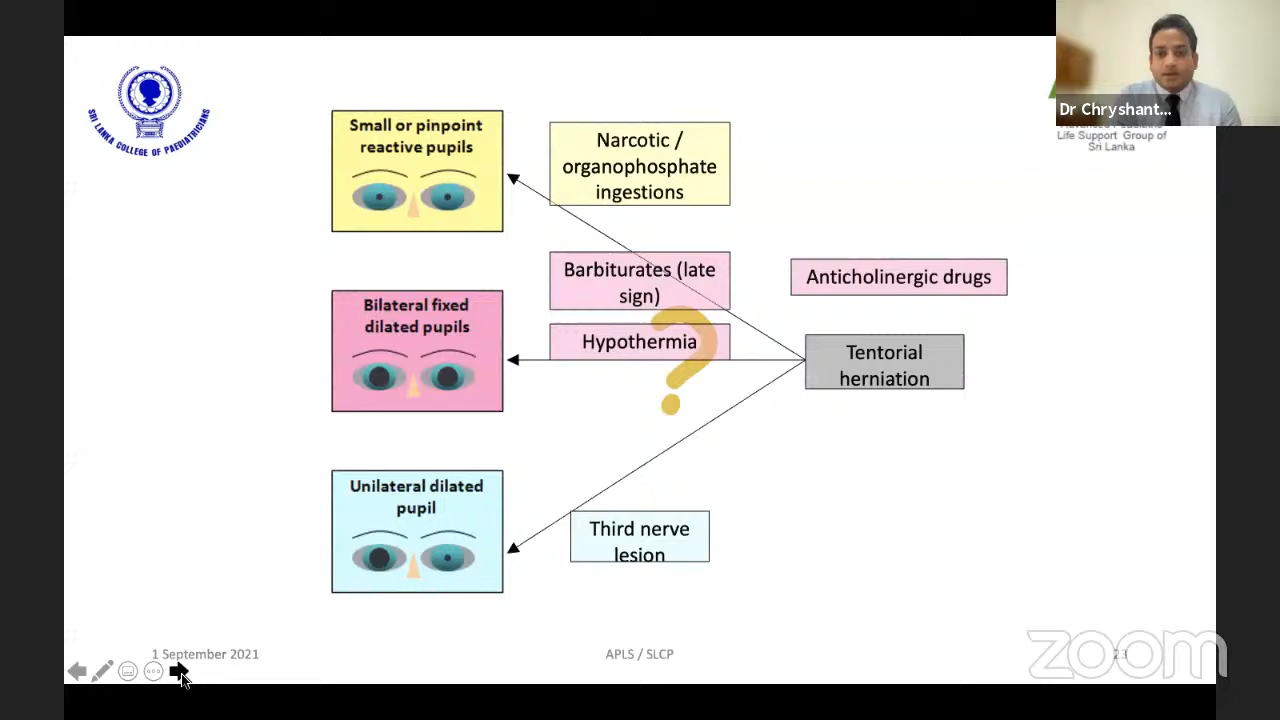 SRI LANKA COLLEGE OF PAEDIATRICIANS
Dr Chryshant...
Life Support Group of
Sri Lanka
Small or pinpoint
reactive pupils
Narcotic /
organophosphate
ingestions
Barbiturates (late
sign)
Anticholinergic drugs
Bilateral fixed
dilated pupils
Hypothermia
?
Tentorial
herniation
Unilateral dilated
pupil
Third nerve
lesion
1 September 2021
APLS / SLCP
23
zoom